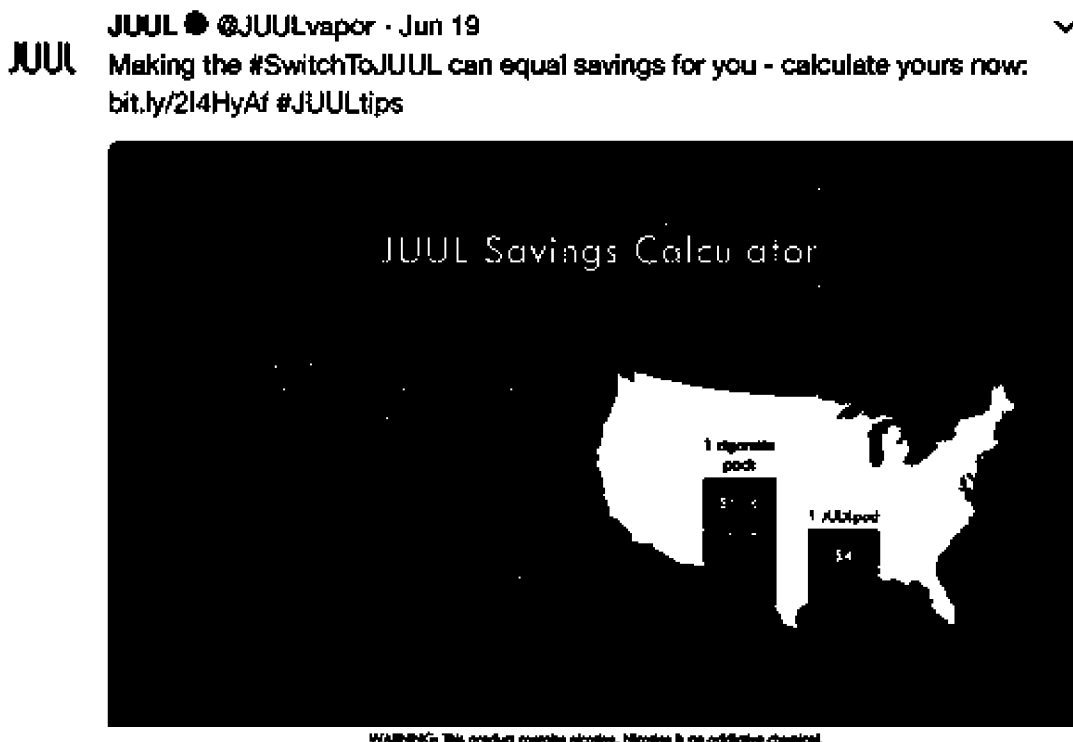 JUUL @JUULvapor · Jun 19
JUUL
Making the #SwitchToJUUL can equal savings for you - calculate yours now:
bit.ly/2I4HyAf #JUULtips
JUUL Savings Calcu ator
1 cigarette
pack
1 JUULpod
$4
WARNING: This product contains nicotine. Nicotine is an addictive chemical.